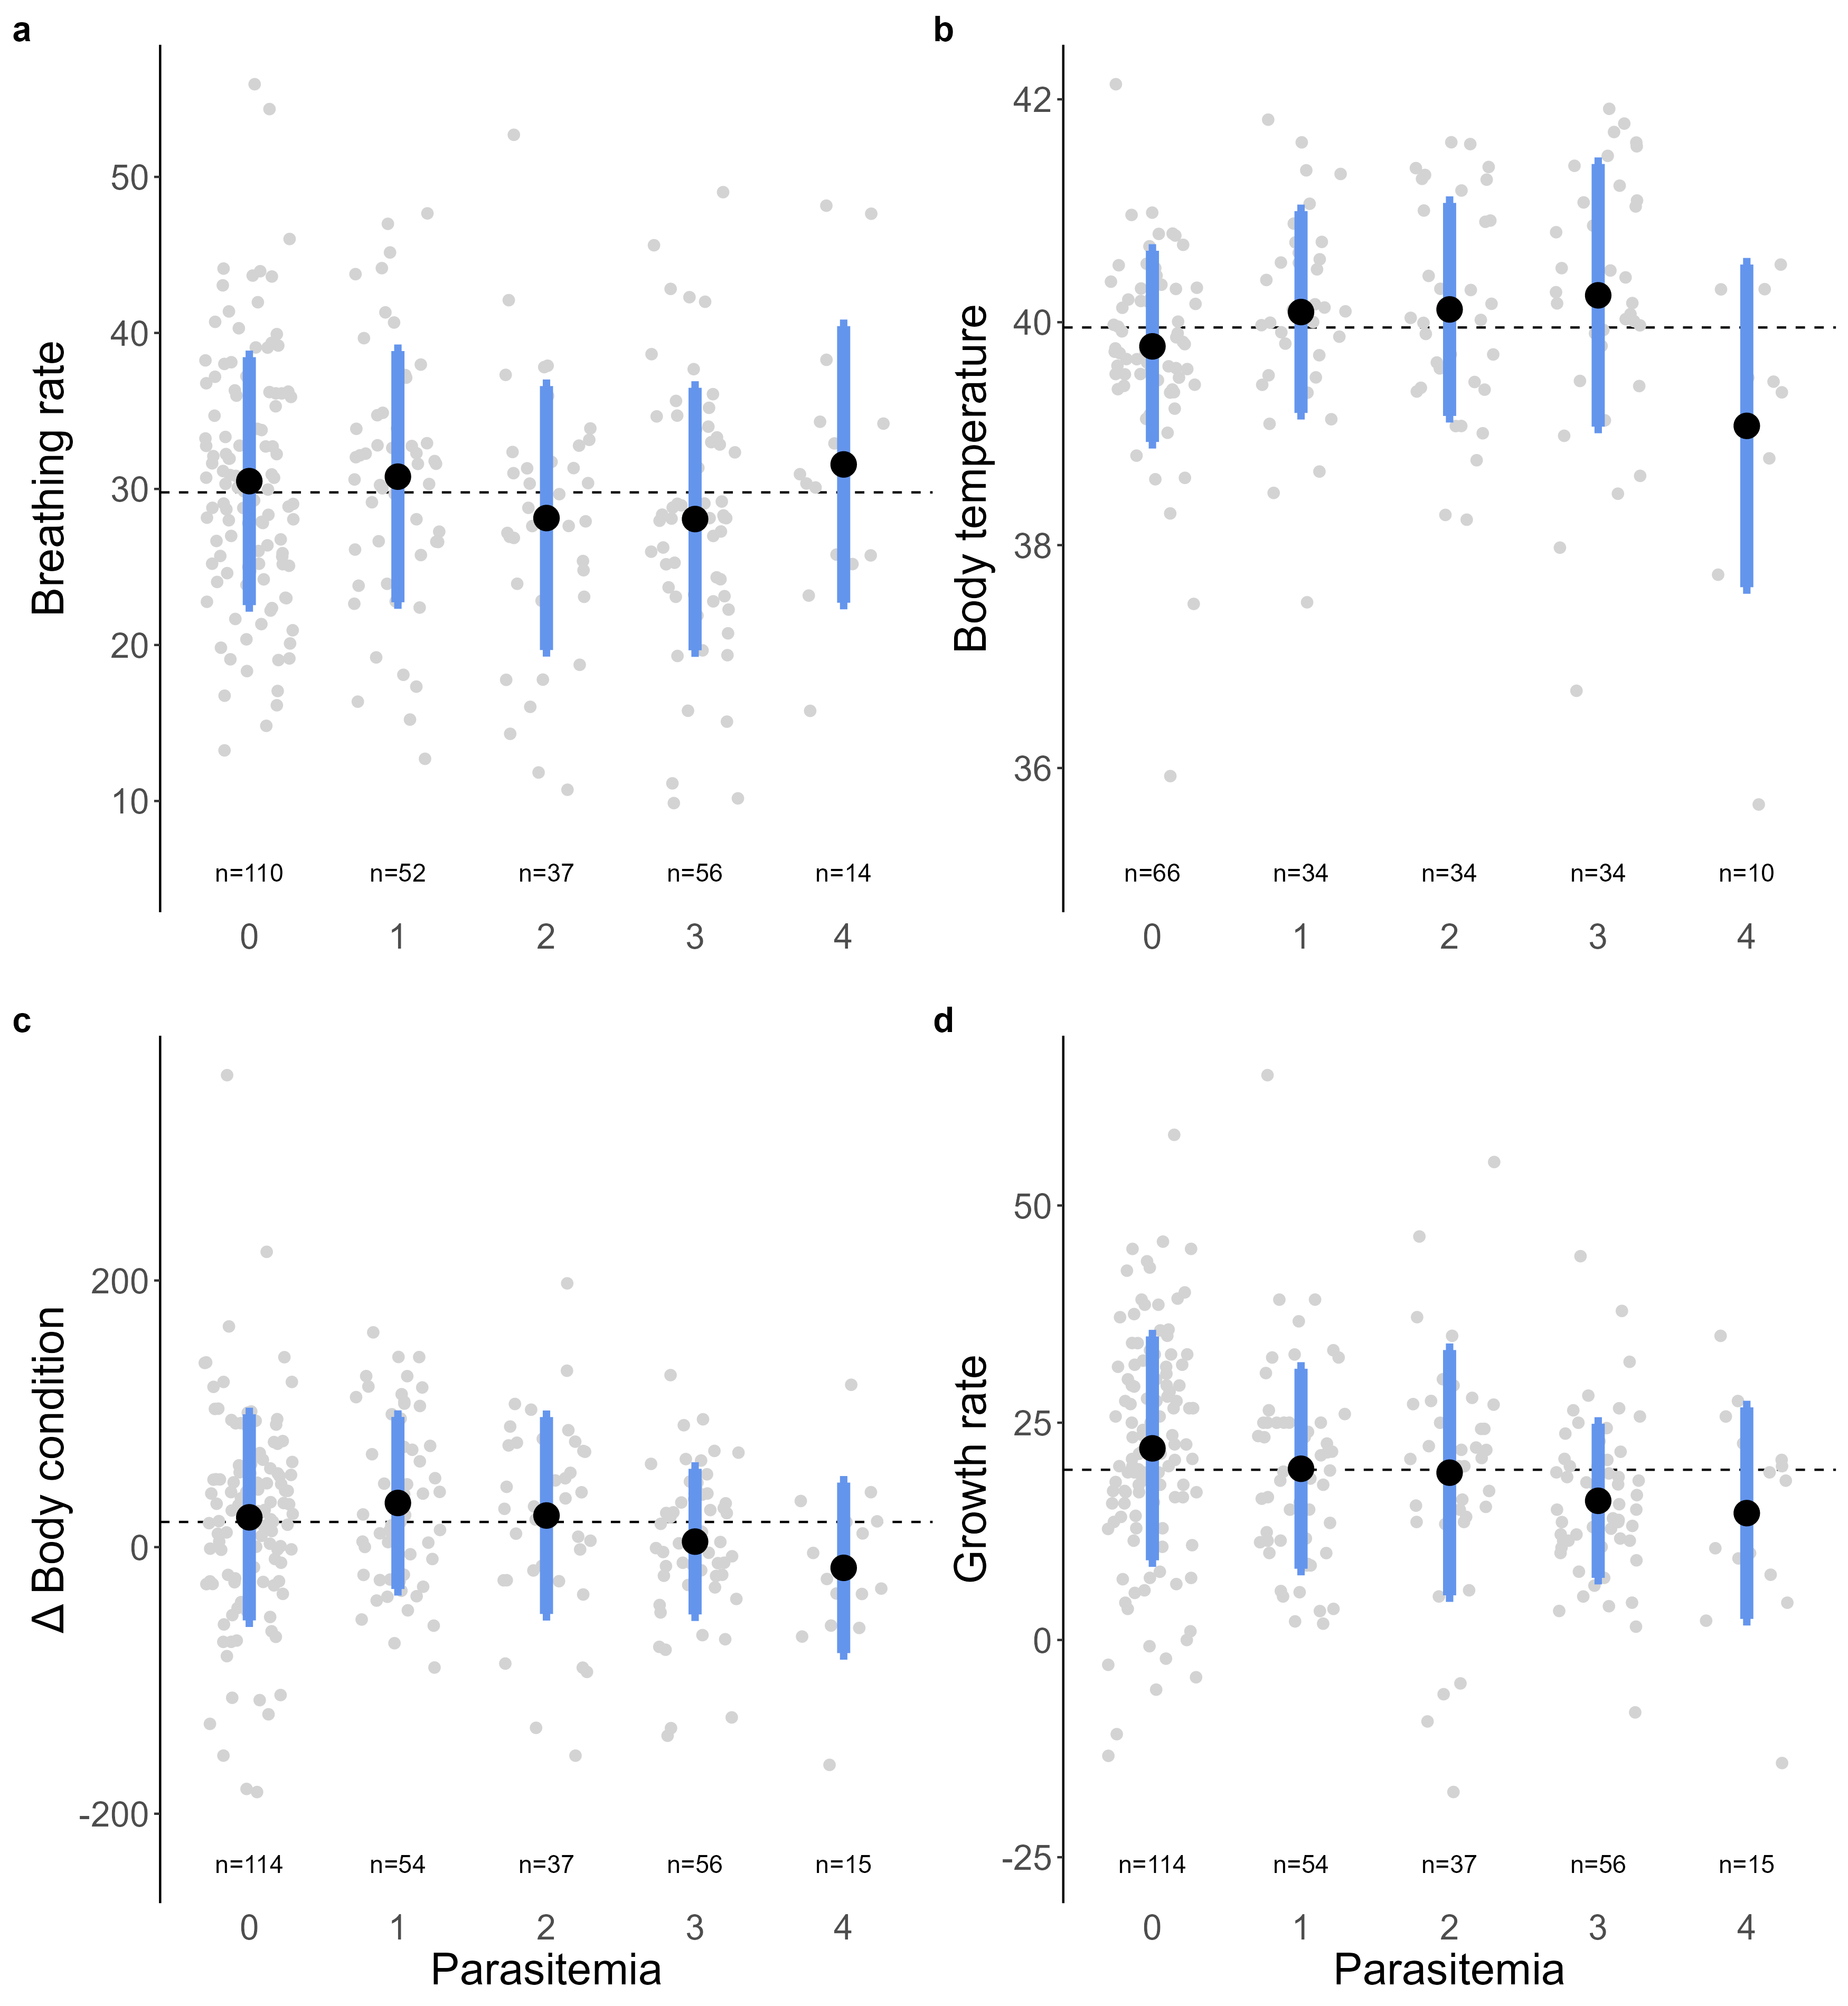 a
Breathing rate
50
40
30
20
10
n=110 n=52 n=37 n=56 n=14
0 1 2 3 4
b
Body temperature
42
40
38
36
n=66 n=34 n=34 n=34 n=10
0 1 2 3 4
c
Δ Body condition
200
0
-200
n=114 n=54 n=37 n=56 n=15
0 1 2 3 4
Parasitemia
d
Growth rate
50
25
0
-25
n=114 n=54 n=37 n=56 n=15
0 1 2 3 4
Parasitemia